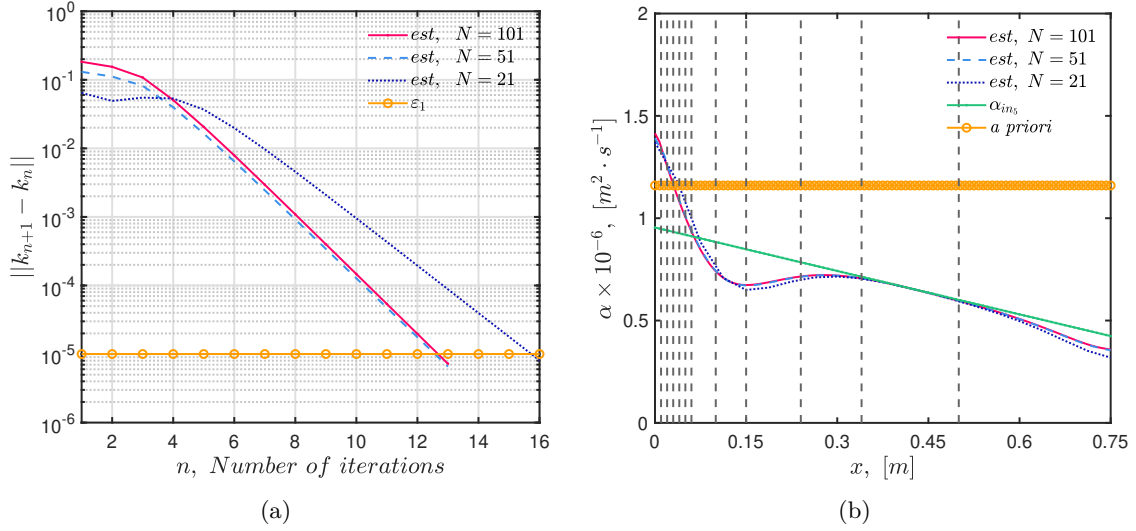 10^0
10^-1
10^-2
10^-3
10^-4
10^-5
10^-6
||k_{n+1} − k_n||
est, N = 101
est, N = 51
est, N = 21
ε_1
2 4 6 8 10 12 14 16
n, Number of iterations
(a)
2
1.5
1
0.5
0
α × 10^{-6}, [m^2 · s^{-1}]
est, N = 101
est, N = 51
est, N = 21
α_{in_5}
a priori
0 0.15 0.3 0.45 0.6 0.75
x, [m]
(b)